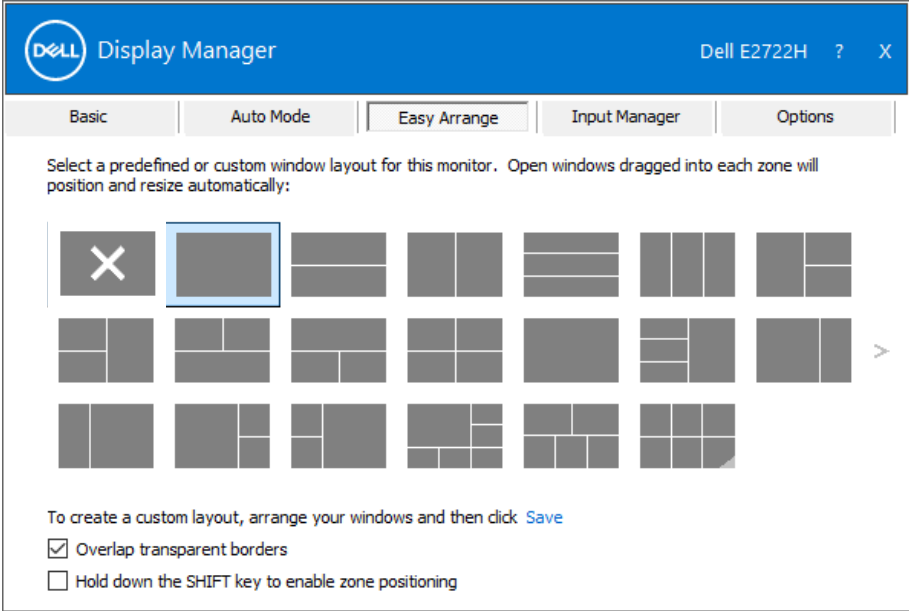 DELL Display Manager Dell E2722H ? X
Basic Auto Mode Easy Arrange Input Manager Options
Select a predefined or custom window layout for this monitor. Open windows dragged into each zone will
position and resize automatically:
>
To create a custom layout, arrange your windows and then click Save
Overlap transparent borders
Hold down the SHIFT key to enable zone positioning